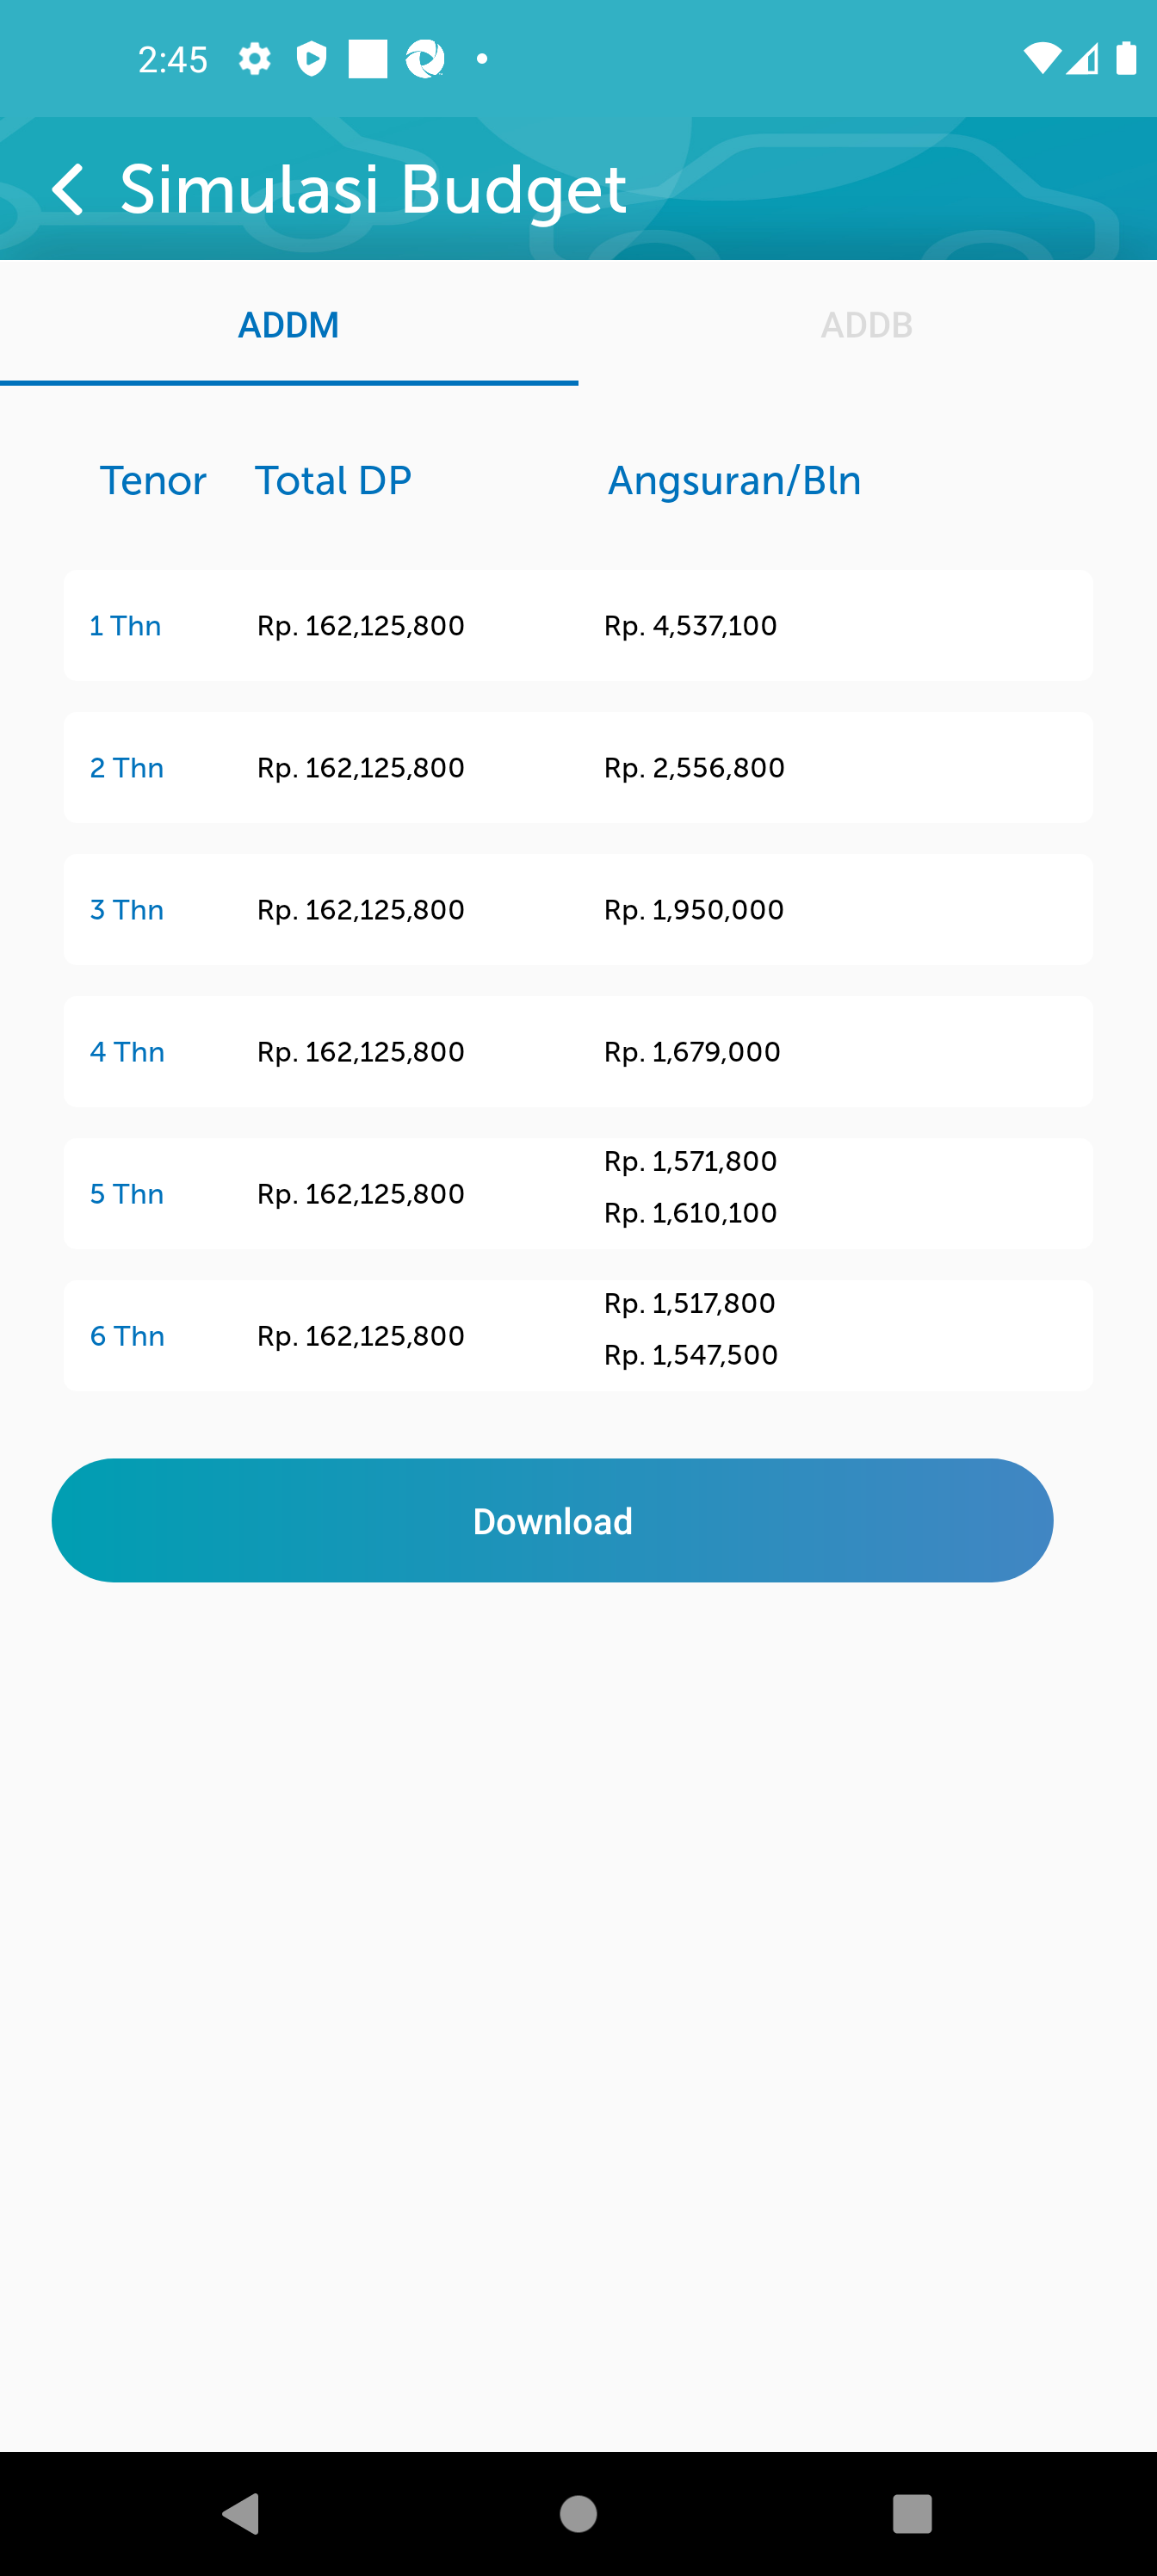 2:45
Simulasi Budget
ADDM ADDB
Tenor Total DP Angsuran/Bln
1 Thn Rp. 162,125,800 Rp. 4,537,100
2 Thn Rp. 162,125,800 Rp. 2,556,800
3 Thn Rp. 162,125,800 Rp. 1,950,000
4 Thn Rp. 162,125,800 Rp. 1,679,000
5 Thn Rp. 162,125,800 Rp. 1,571,800
Rp. 1,610,100
6 Thn Rp. 162,125,800 Rp. 1,517,800
Rp. 1,547,500
Download